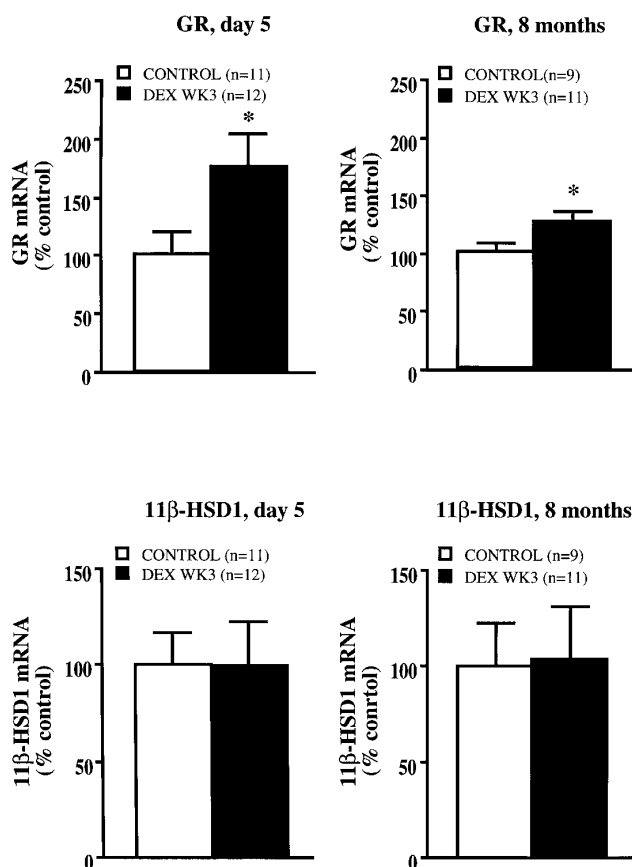 GR, day 5
CONTROL (n=11)
DEX WK3 (n=12)
*
GR mRNA
(% control)
250
200
150
100
50
0
GR, 8 months
CONTROL(n=9)
DEX WK3 (n=11)
*
GR mRNA
(% control)
250
200
150
100
50
0
11β-HSD1, day 5
CONTROL (n=11)
DEX WK3 (n=12)
11β-HSD1 mRNA
(% control)
150
100
50
0
11β-HSD1, 8 months
CONTROL (n=9)
DEX WK3 (n=11)
11β-HSD1 mRNA
(% conrtol)
150
100
50
0